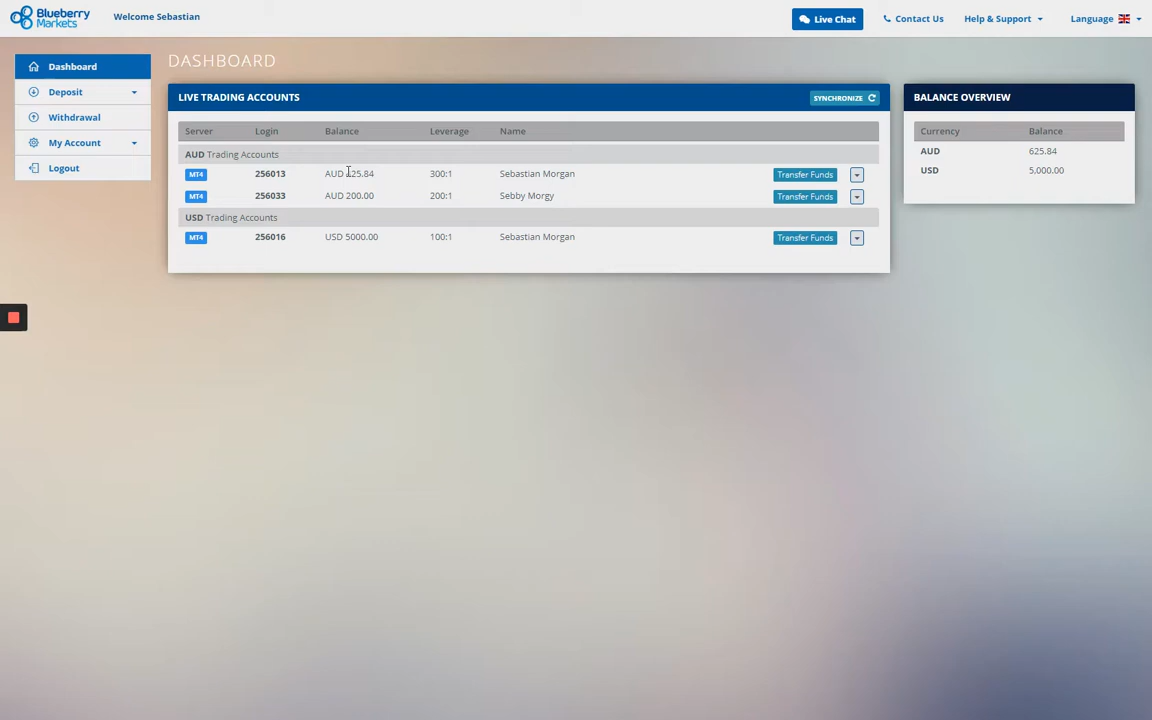 Blueberry Markets
Welcome Sebastian
Live Chat
Contact Us
Help & Support
Language
Dashboard
Deposit
Withdrawal
My Account
Logout
DASHBOARD
LIVE TRADING ACCOUNTS
SYNCHRONIZE
Server Login Balance Leverage Name
AUD Trading Accounts
MT4 256013 AUD 300:1 Sebastian Morgan Transfer Funds
MT4 256033 AUD 200.00 200:1 Sebby Morgy Transfer Funds
USD Trading Accounts
MT4 256016 USD 5000.00 100:1 Sebastian Morgan Transfer Funds
BALANCE OVERVIEW
Currency Balance
AUD 625.84
USD 5,000.00